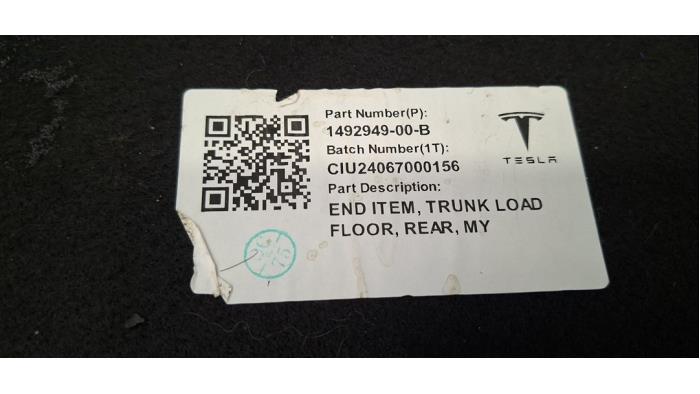 Part Number(P):
1492949-00-B
Batch Number(1T):
CIU24067000156
Part Description:
END ITEM, TRUNK LOAD
FLOOR, REAR, MY
TESLA